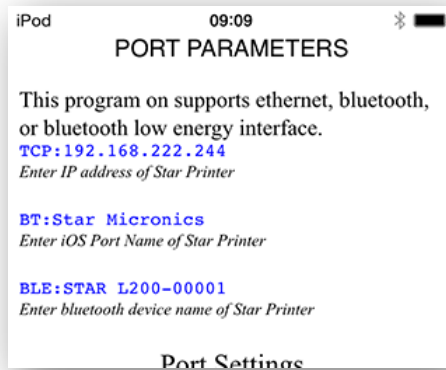 iPod 09:09
PORT PARAMETERS
This program on supports ethernet, bluetooth,
or bluetooth low energy interface.
TCP:192.168.222.244
Enter IP address of Star Printer
BT:Star Micronics
Enter iOS Port Name of Star Printer
BLE:STAR L200-00001
Enter bluetooth device name of Star Printer
Port Settings